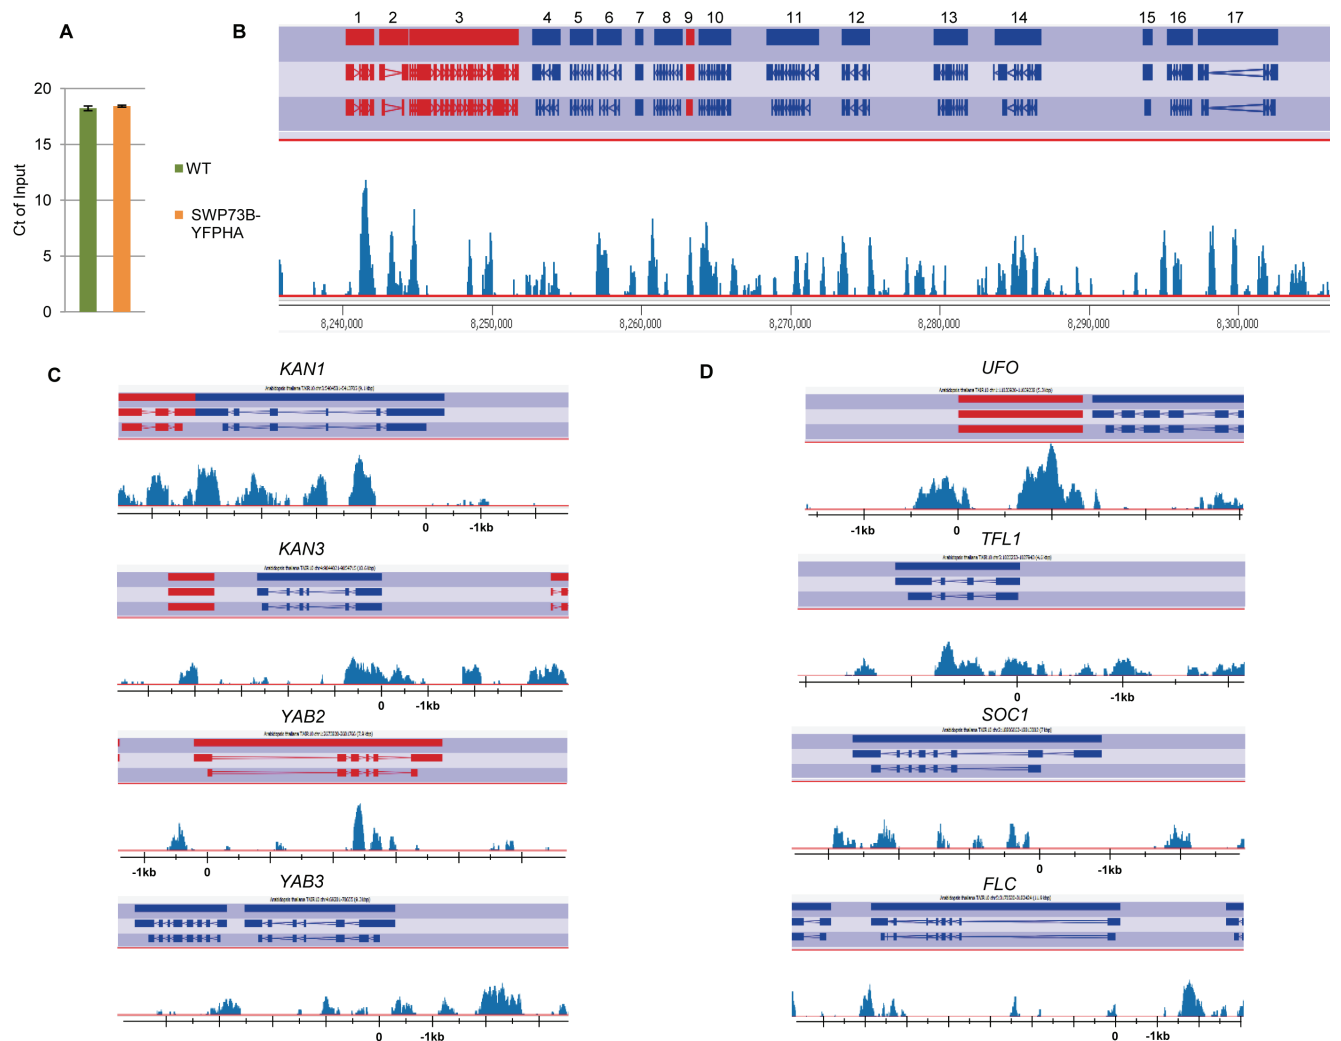 A
20
15
10
5
0
Ct of Input
WT
SWP73B-
YFPHA
B
1 2 3 4 5 6 7 8 9 10 11 12 13 14 15 16 17
8,240,000 8,250,000 8,260,000 8,270,000 8,280,000 8,290,000 8,300,000
C
KAN1
0 -1kb
KAN3
0 -1kb
YAB2
-1kb 0
YAB3
0 -1kb
D
UFO
-1kb 0
TFL1
0 -1kb
SOC1
0 -1kb
FLC
0 -1kb